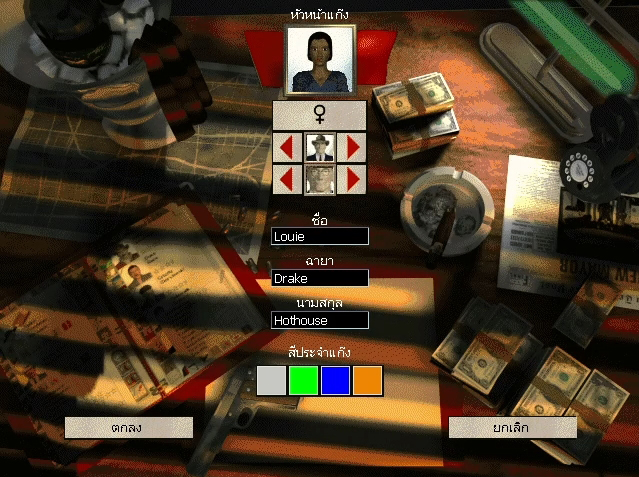 หัวหน้าแก๊ง
ชื่อ
Louie
ฉายา
Drake
นามสกุล
Hothouse
สีประจำแก๊ง
ตกลง
ยกเลิก